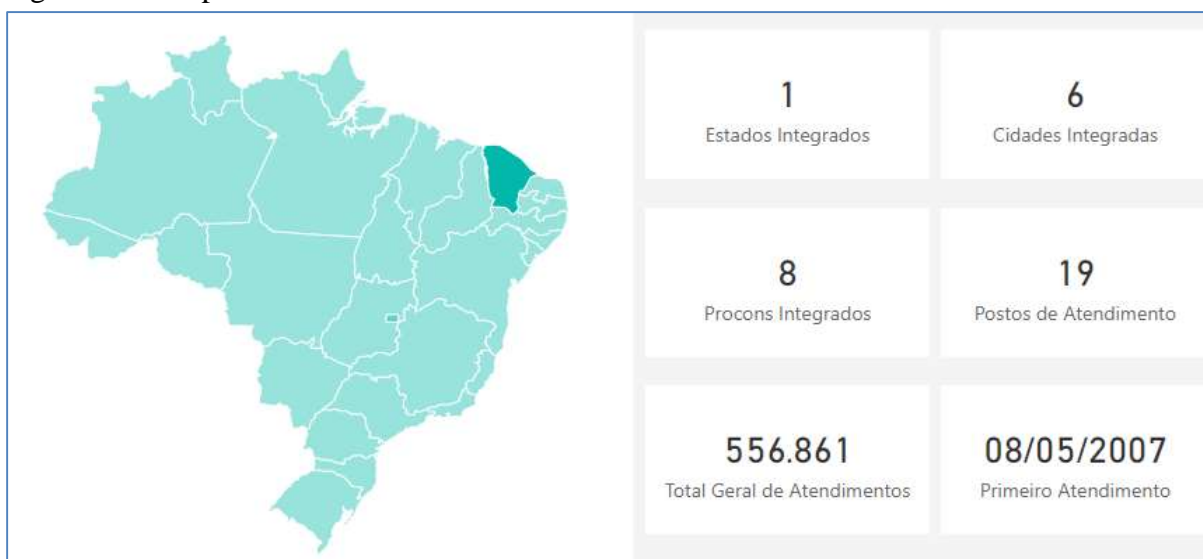 1
Estados Integrados
6
Cidades Integradas
8
Procons Integrados
19
Postos de Atendimento
556.861
Total Geral de Atendimentos
08/05/2007
Primeiro Atendimento